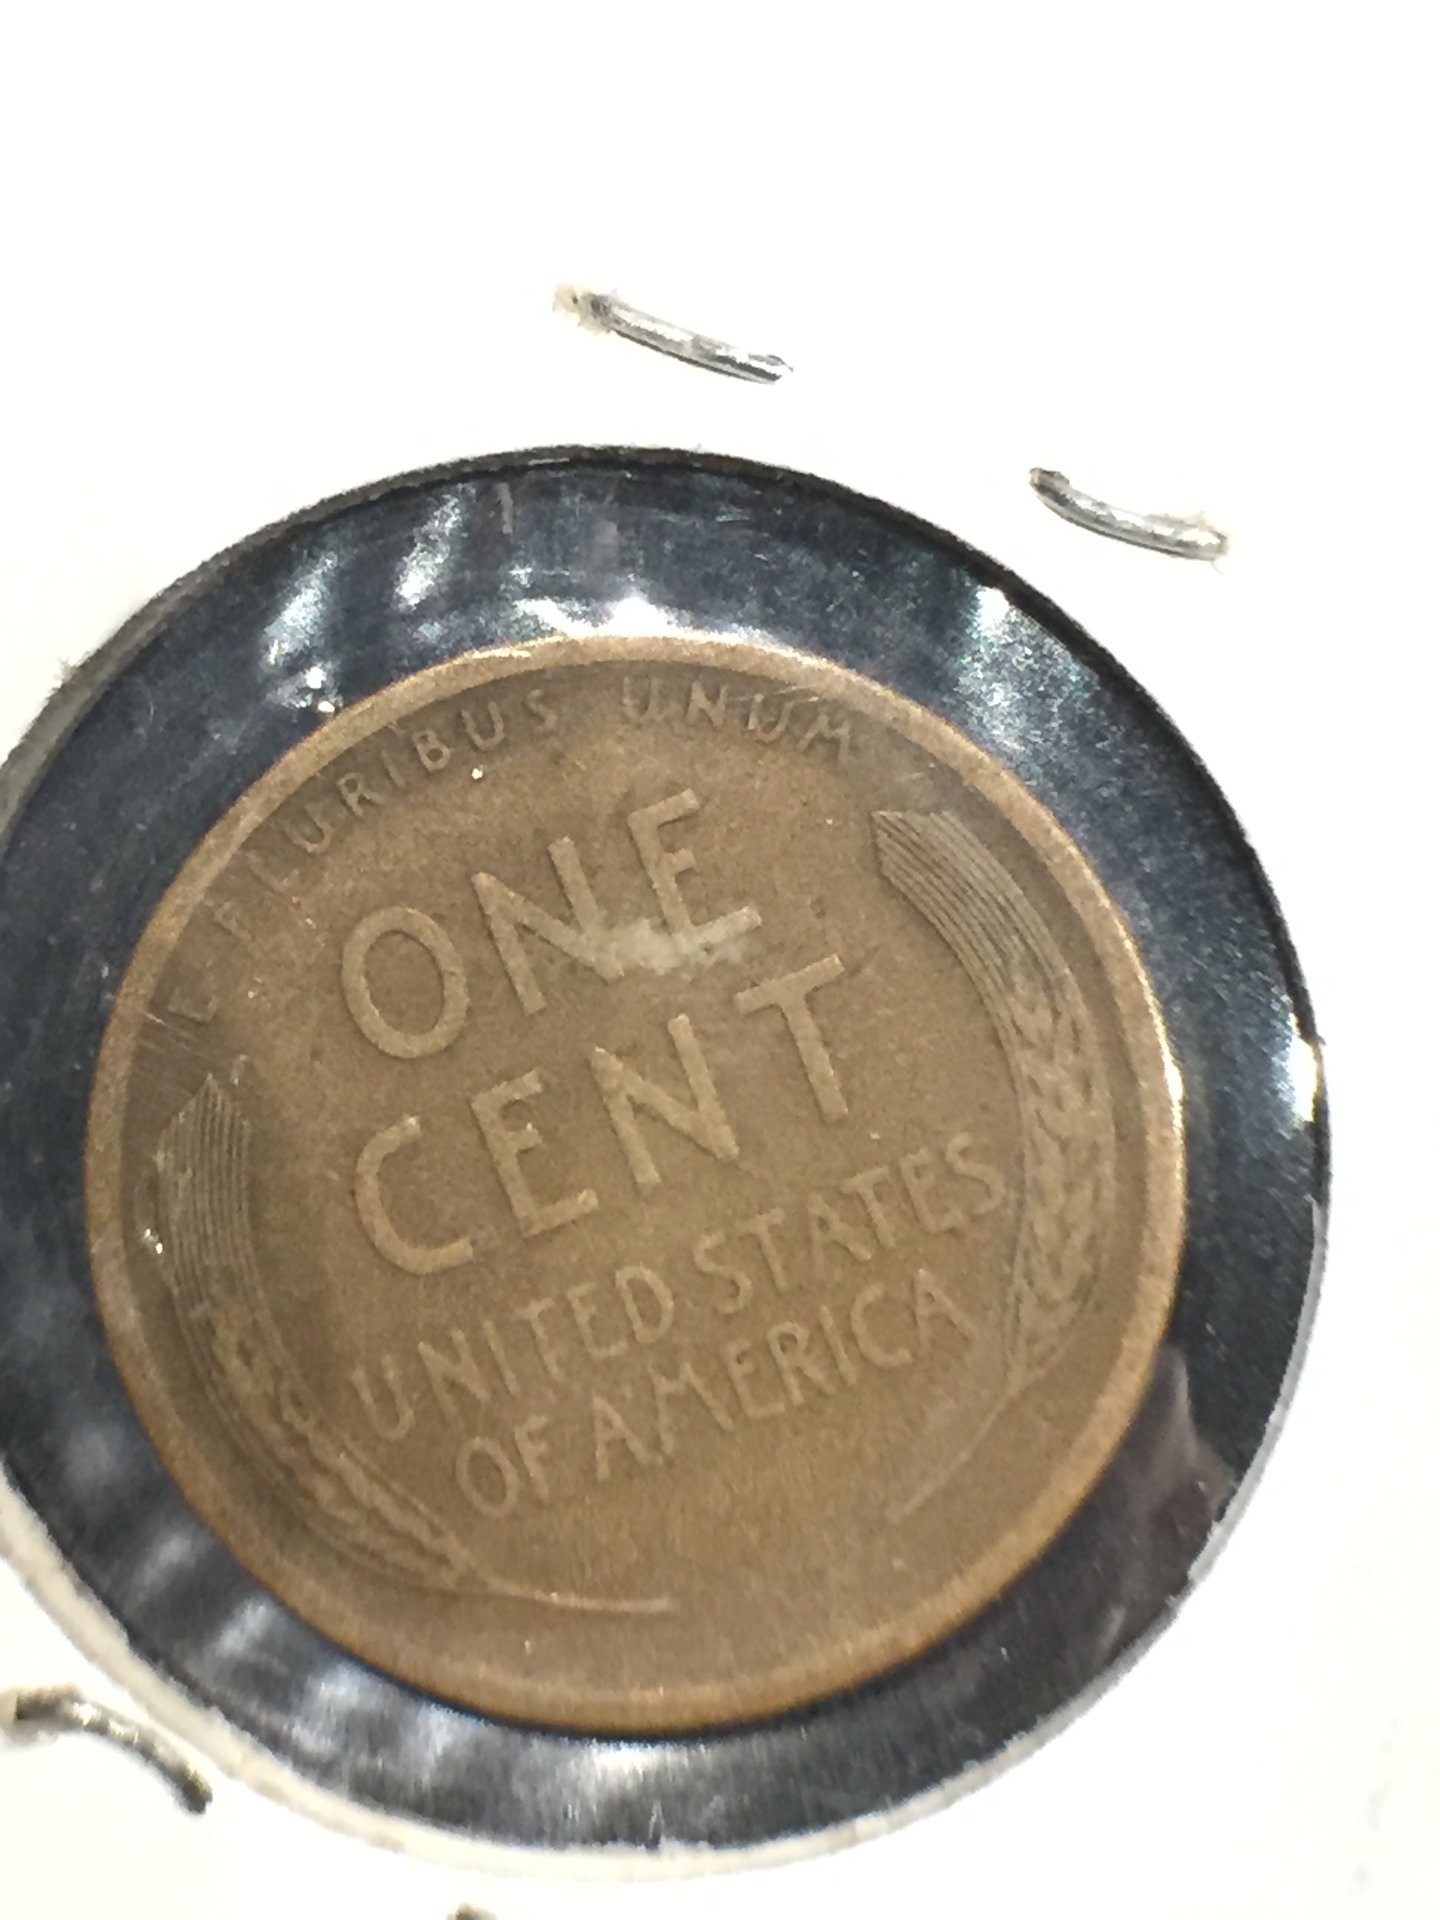 E PLURIBUS UNUM
ONE
CENT
UNITED STATES
OF AMERICA